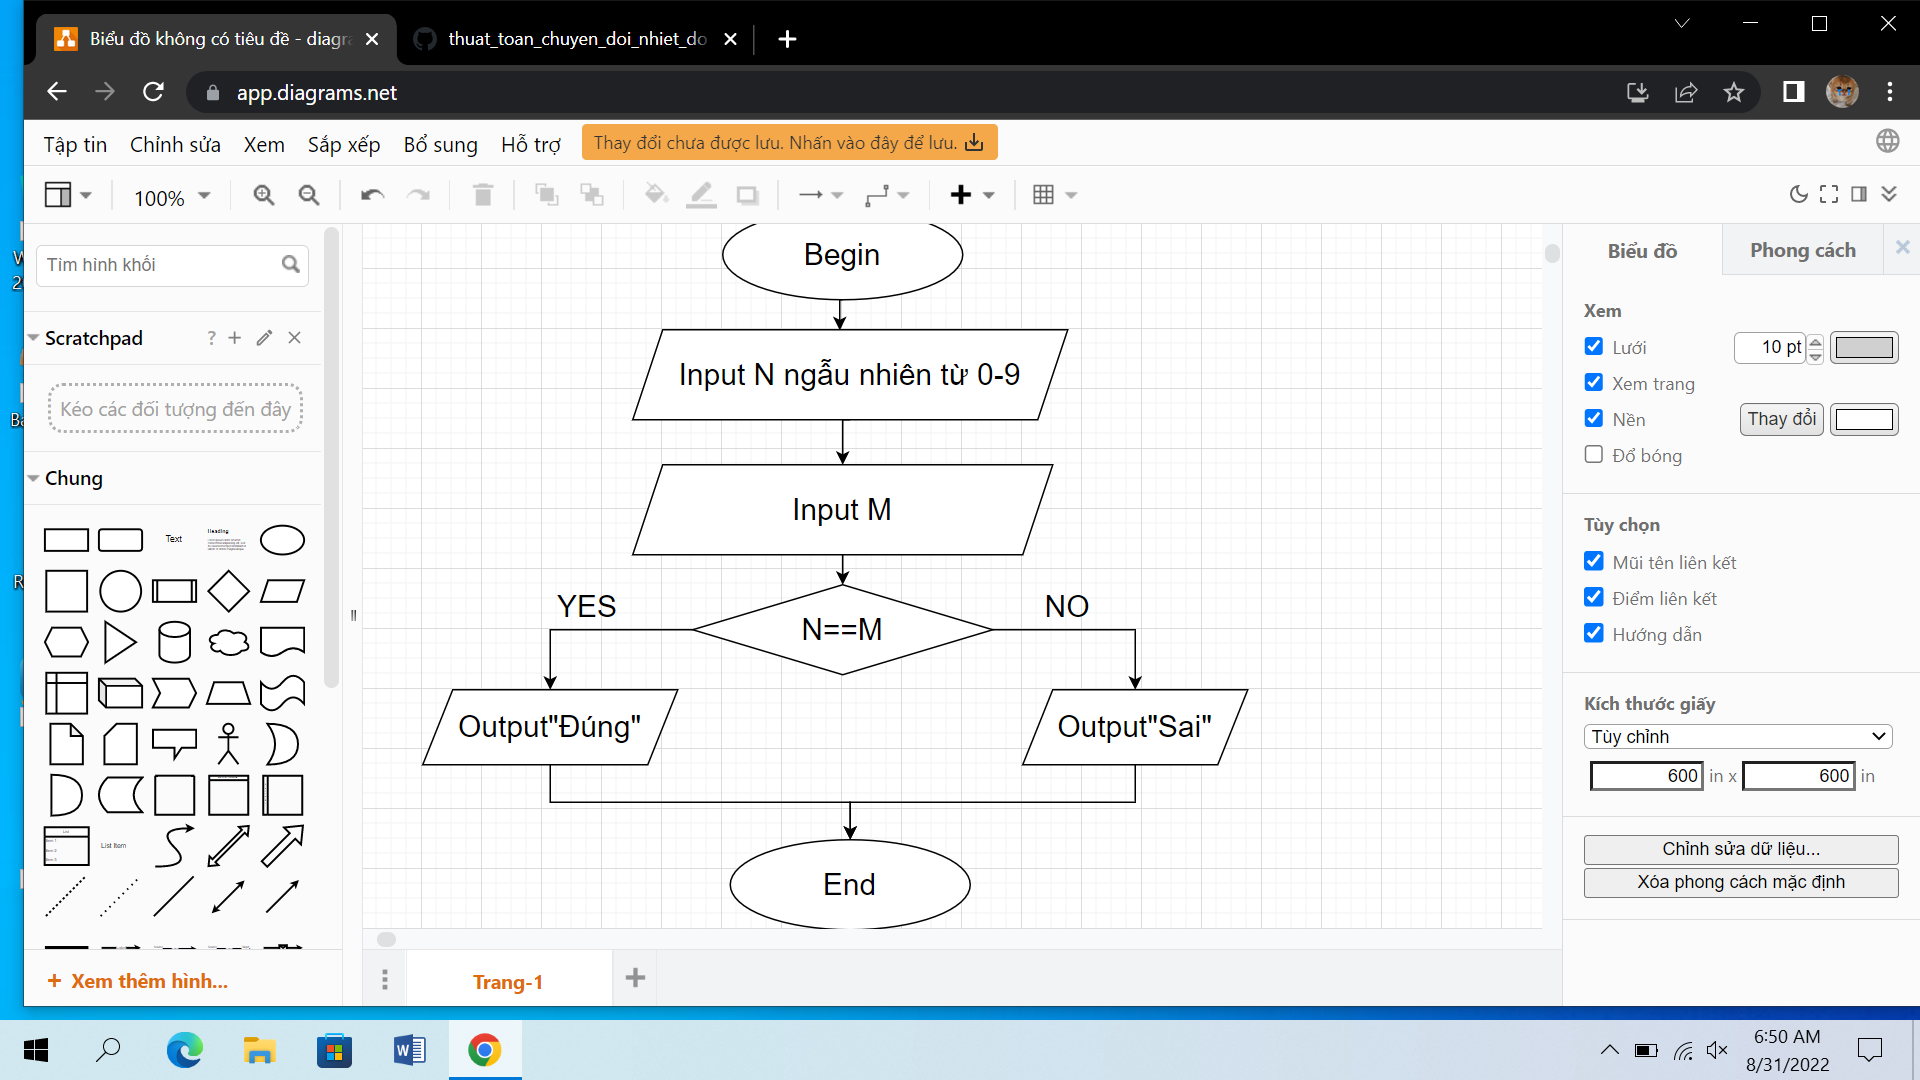 Biểu đồ không có tiêu đề - diagra
thuat_toan_chuyen_doi_nhiet_do
app.diagrams.net
Tập tin Chỉnh sửa Xem Sắp xếp Bổ sung Hỗ trợ
Thay đổi chưa được lưu. Nhấn vào đây để lưu.
100%
Tìm hình khối
Scratchpad
?
Kéo các đối tượng đến đây
Chung
Text
Heading
List
List Item
Xem thêm hình...
Begin
Input N ngẫu nhiên từ 0-9
Input M
YES
N==M
NO
Output"Đúng"
Output"Sai"
End
Trang-1
Biểu đồ
Phong cách
Xem
Lưới
10 pt
Xem trang
Nền
Thay đổi
Đổ bóng
Tùy chọn
Mũi tên liên kết
Điểm liên kết
Hướng dẫn
Kích thước giấy
Tùy chỉnh
600 in x 600 in
Chỉnh sửa dữ liệu...
Xóa phong cách mặc định
6:50 AM
8/31/2022